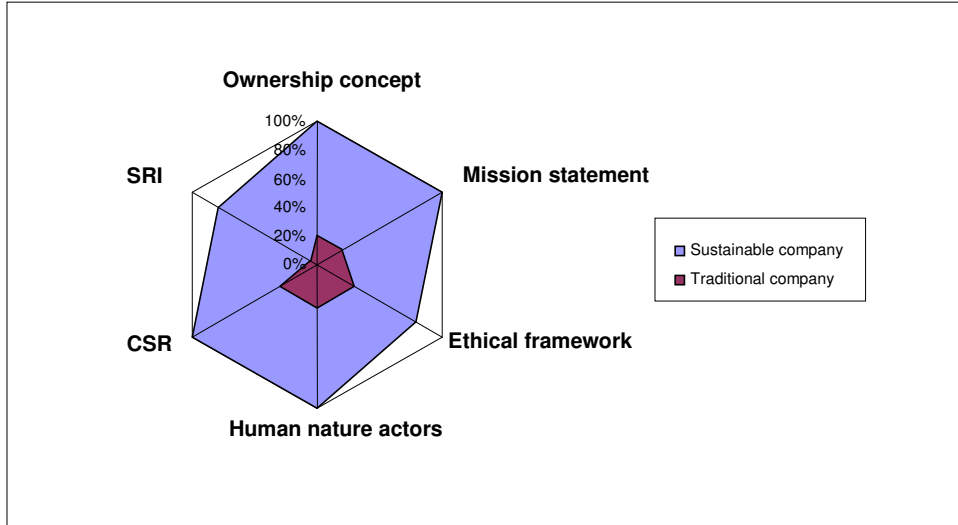 Ownership concept
100%
80%
SRI
60%
Mission statement
40%
20%
Sustainable company
0%
Traditional company
CSR
Ethical framework
Human nature actors